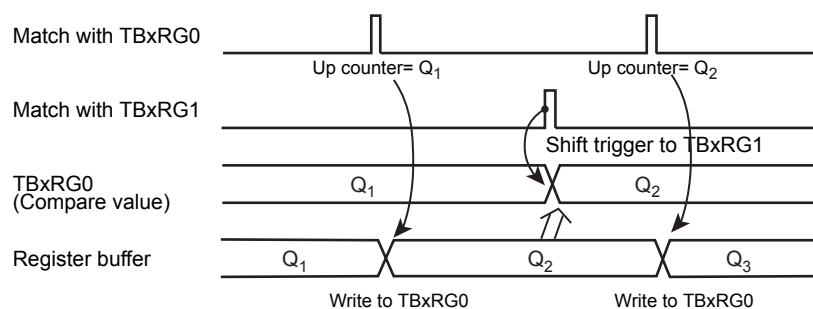 Match with TBxRG0
Up counter= Q1
Up counter= Q2
Match with TBxRG1
Shift trigger to TBxRG1
TBxRG0
(Compare value)
Q1
Q2
Register buffer
Q1
Q2
Q3
Write to TBxRG0
Write to TBxRG0